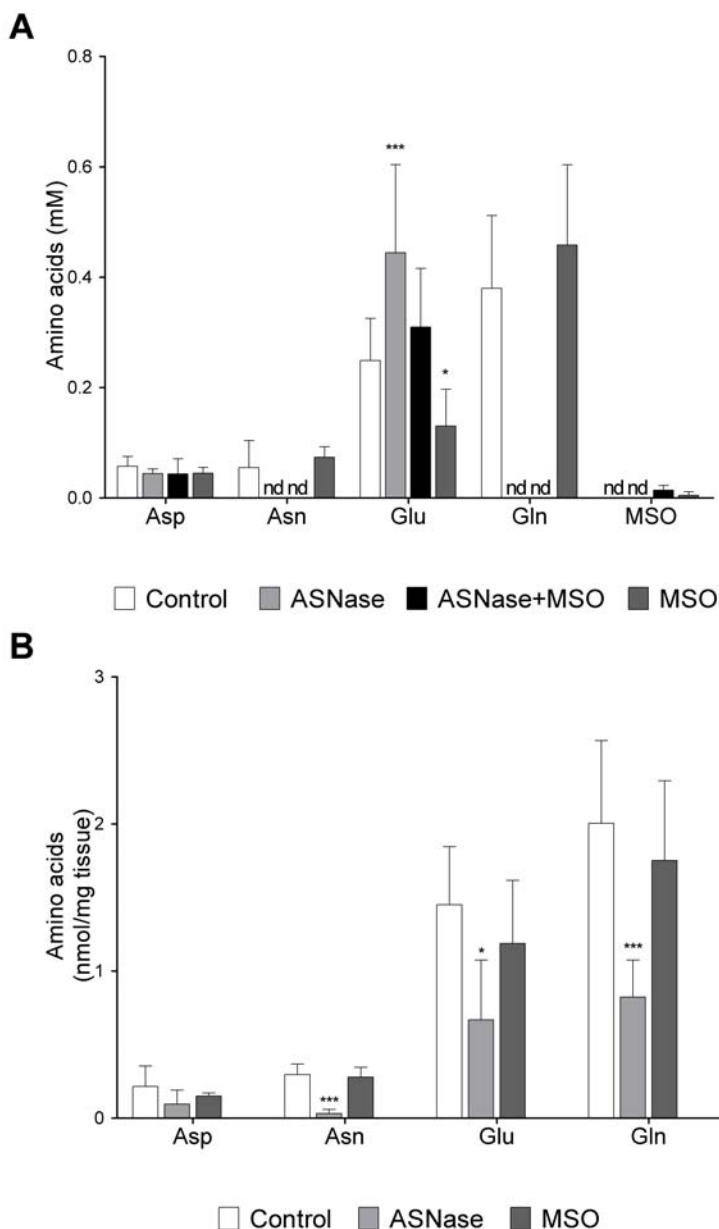 A
0.8
0.6
0.4
0.2
0.0
Amino acids (mM)
***
*
nd nd
nd nd
nd nd
Asp Asn Glu Gln MSO
Control ASNase ASNase+MSO MSO
B
3
2
1
0
Amino acids
(nmol/mg tissue)
***
*
***
Asp Asn Glu Gln
Control ASNase MSO